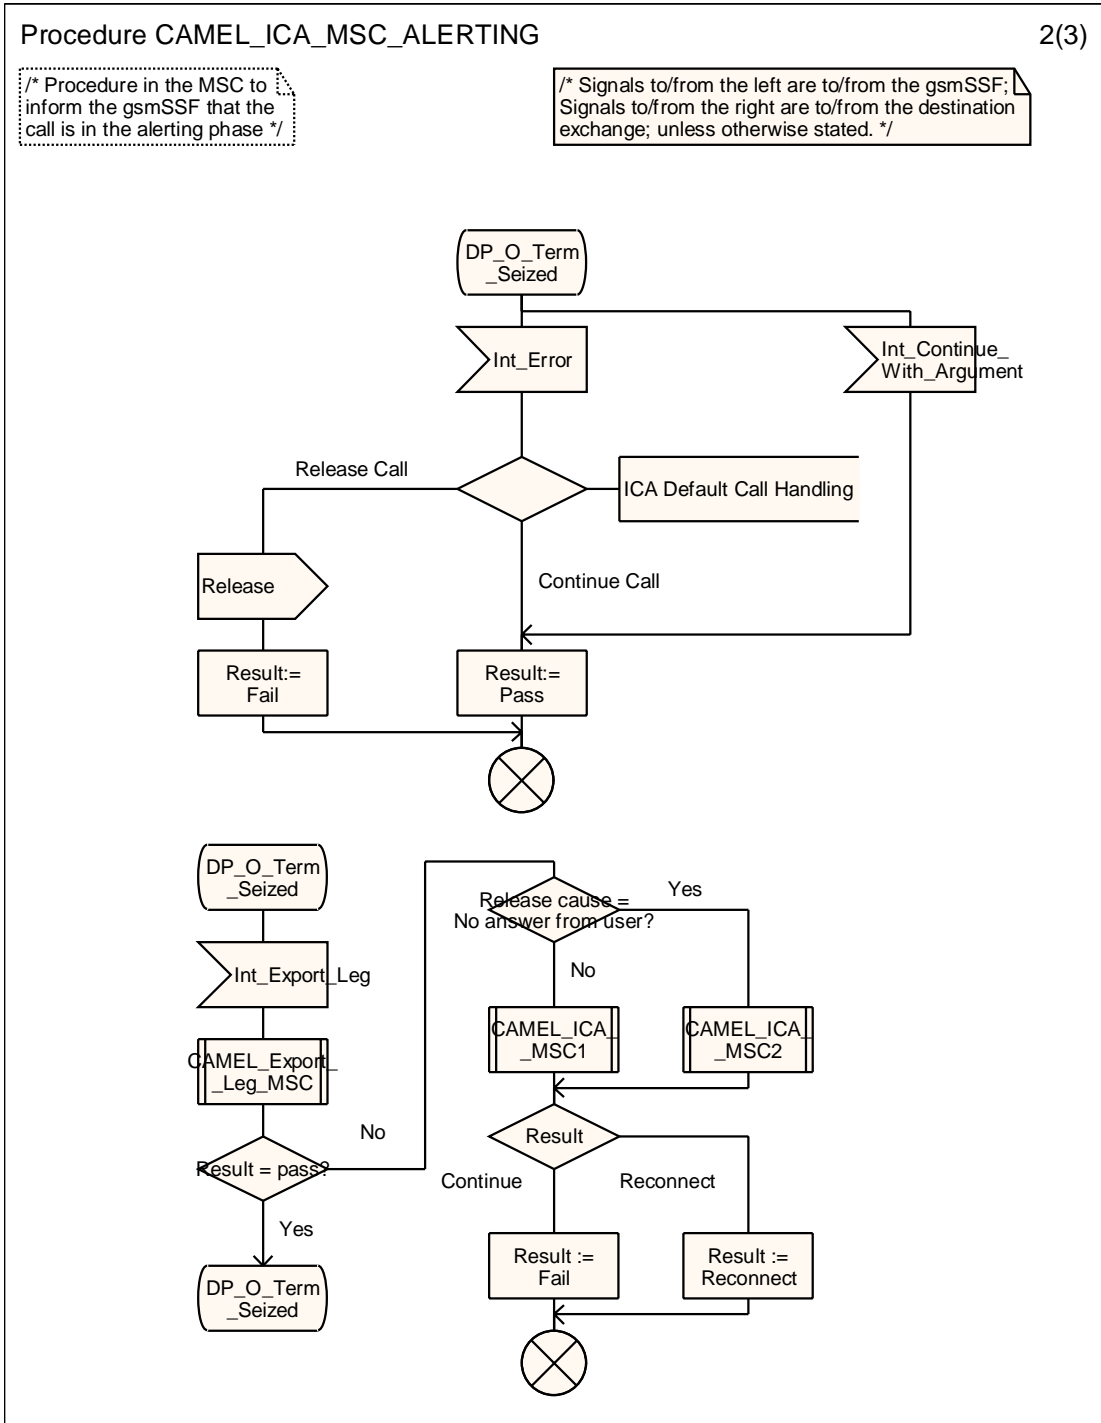 Procedure CAMEL_ICA_MSC_ALERTING
2(3)
/* Procedure in the MSC to
inform the gsmSSF that the
call is in the alerting phase */
/* Signals to/from the left are to/from the gsmSSF;
Signals to/from the right are to/from the destination
exchange; unless otherwise stated. */
DP_O_Term
_Seized
Int_Error
Int_Continue_
With_Argument
Release Call
ICA Default Call Handling
Release
Continue Call
Result:=
Fail
Result:=
Pass
DP_O_Term
_Seized
Release cause =
No answer from user?
Yes
Int_Export_Leg
No
CAMEL_Export_
_Leg_MSC
CAMEL_ICA_
_MSC1
CAMEL_ICA_
_MSC2
No
Result
Result = pass?
Continue
Reconnect
Yes
Result :=
Fail
Result :=
Reconnect
DP_O_Term
_Seized